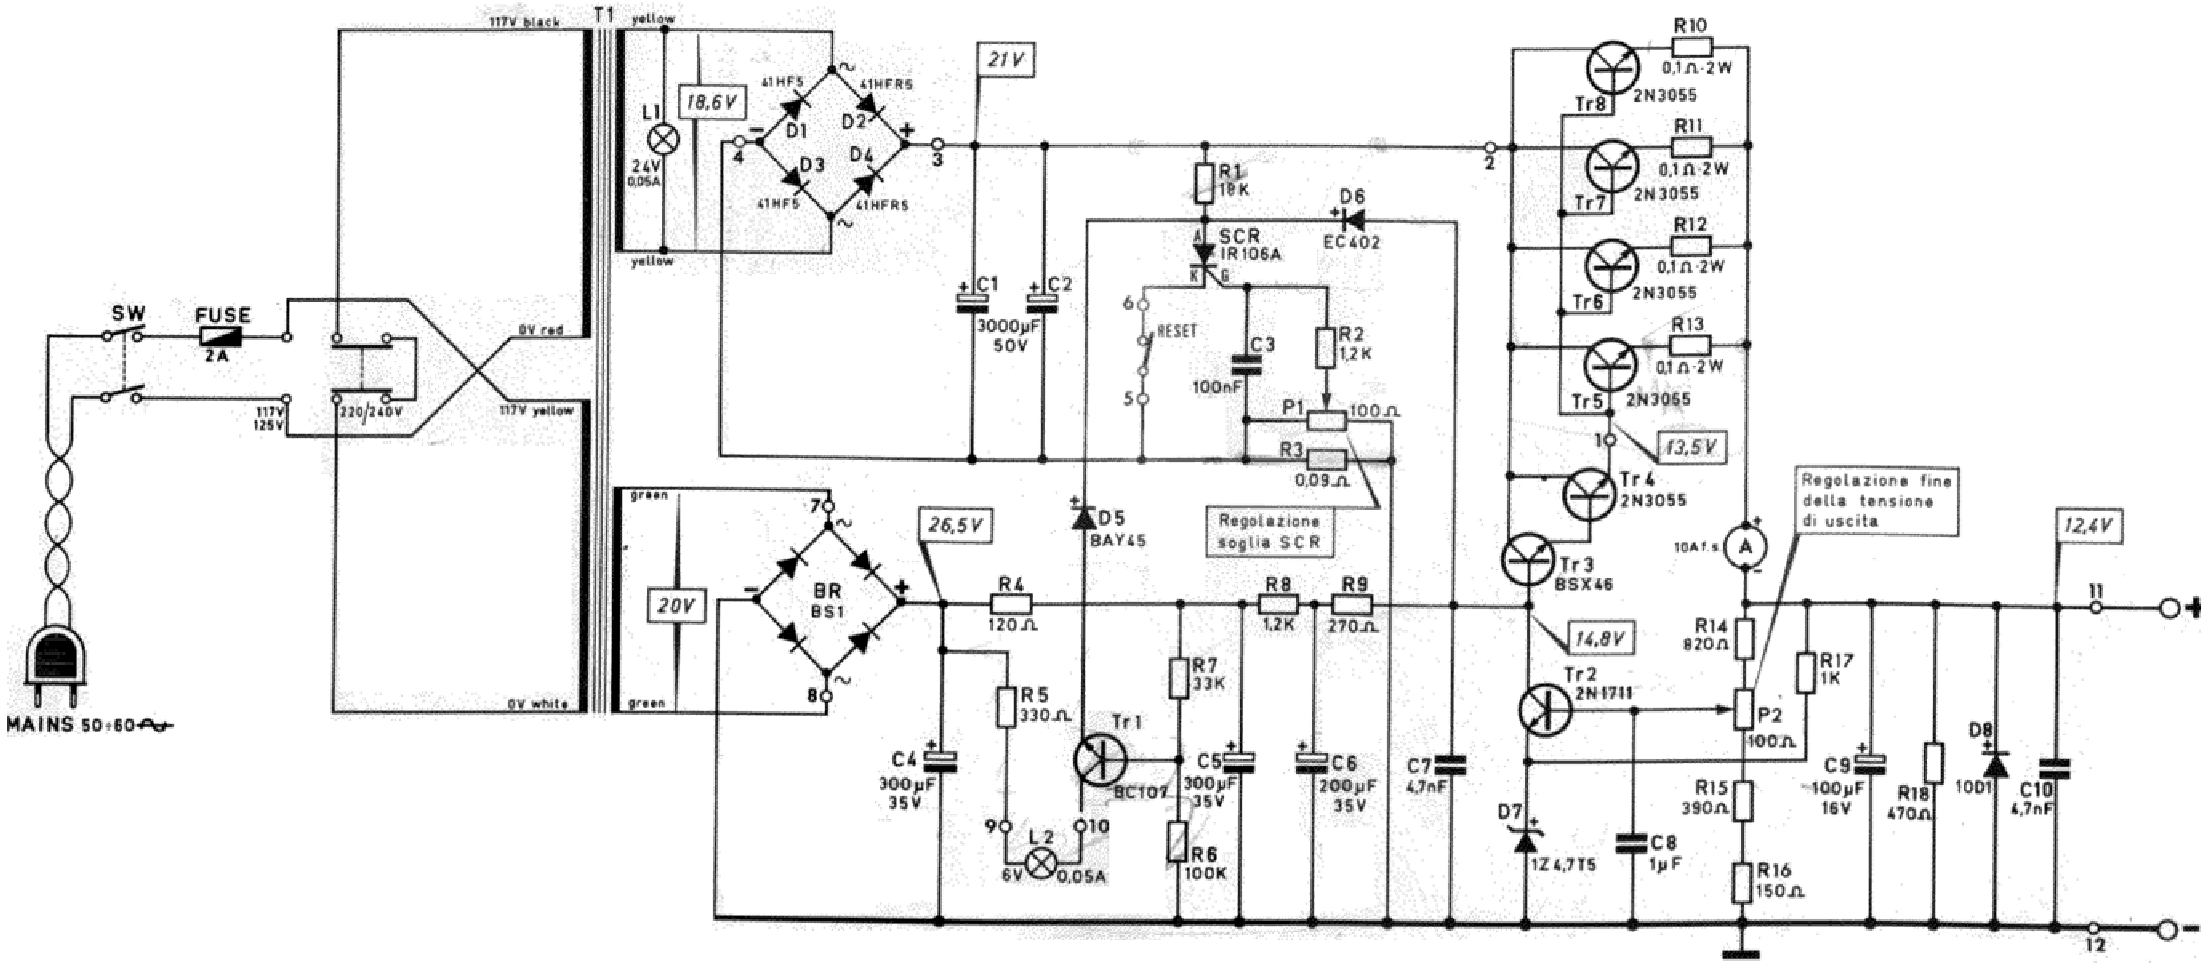 117V black
T1
yellow
L1
24V
0,05A
18,6V
41HF5
D1
41HFR5
D2
D3
41HF5
D4
41HFR5
4
-
+
3
21V
yellow
R10
0,1Ω-2W
Tr8
2N3055
R11
0,1Ω-2W
Tr7
2N3055
R12
0,1Ω-2W
Tr6
2N3055
R13
0,1Ω-2W
Tr5
2N3055
2
R1
18K
A
SCR
IR106A
K
G
D6
+
EC402
+
C1
3000µF
50V
+
C2
6
RESET
5
C3
100nF
R2
1,2K
P1
100Ω
R3
0,09Ω
Regolazione
soglia SCR
SW
FUSE
2A
117V
125V
220/240V
0V red
117V yellow
MAINS 50÷60
0V white
green
20V
green
7
BR
BS1
-
+
8
26,5V
R4
120Ω
R5
330Ω
+
C4
300µF
35V
9
L2
10
6V
0,05A
Tr1
BC107
+
D5
BAY45
R7
33K
R6
100K
+
C5
300µF
35V
R8
1,2K
R9
270Ω
+
C6
200µF
35V
C7
4,7nF
1
13,5V
Tr4
2N3055
Tr3
BSX46
14,8V
Tr2
2N1711
D7
+
1Z4,7T5
C8
1µF
+
10A f.s.
A
-
Regolazione fine
della tensione
di uscita
R14
820Ω
P2
100Ω
R15
390Ω
R16
150Ω
R17
1K
+
C9
100µF
16V
R18
470Ω
D8
+
10D1
C10
4,7nF
12,4V
11
+
12
-